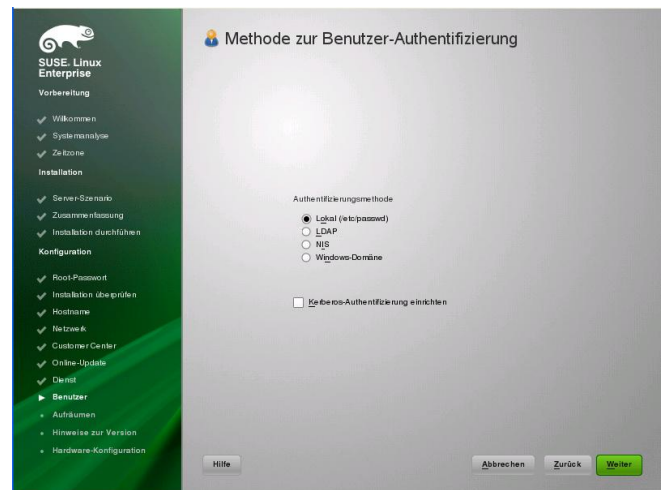 SUSE. Linux
Enterprise
Vorbereitung
Willkommen
Systemanalyse
Zeitzone
Installation
Server-Szenario
Zusammenfassung
Installation durchführen
Konfiguration
Root-Passwort
Installation überprüfen
Hostname
Netzwerk
Customer Center
Online-Update
Dienst
Benutzer
Aufräumen
Hinweise zur Version
Hardware-Konfiguration
Methode zur Benutzer-Authentifizierung
Authentifizierungsmethode
Lokal (/etc/passwd)
LDAP
NIS
Windows-Domäne
Kerberos-Authentifizierung einrichten
Hilfe
Abbrechen
Zurück
Weiter